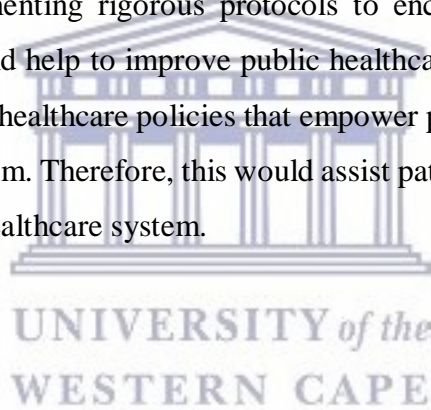 menting rigorous protocols to enc
d help to improve public healthca
healthcare policies that empower p
m. Therefore, this would assist pat
althcare system.
UNIVERSITY of the
WESTERN CAPE